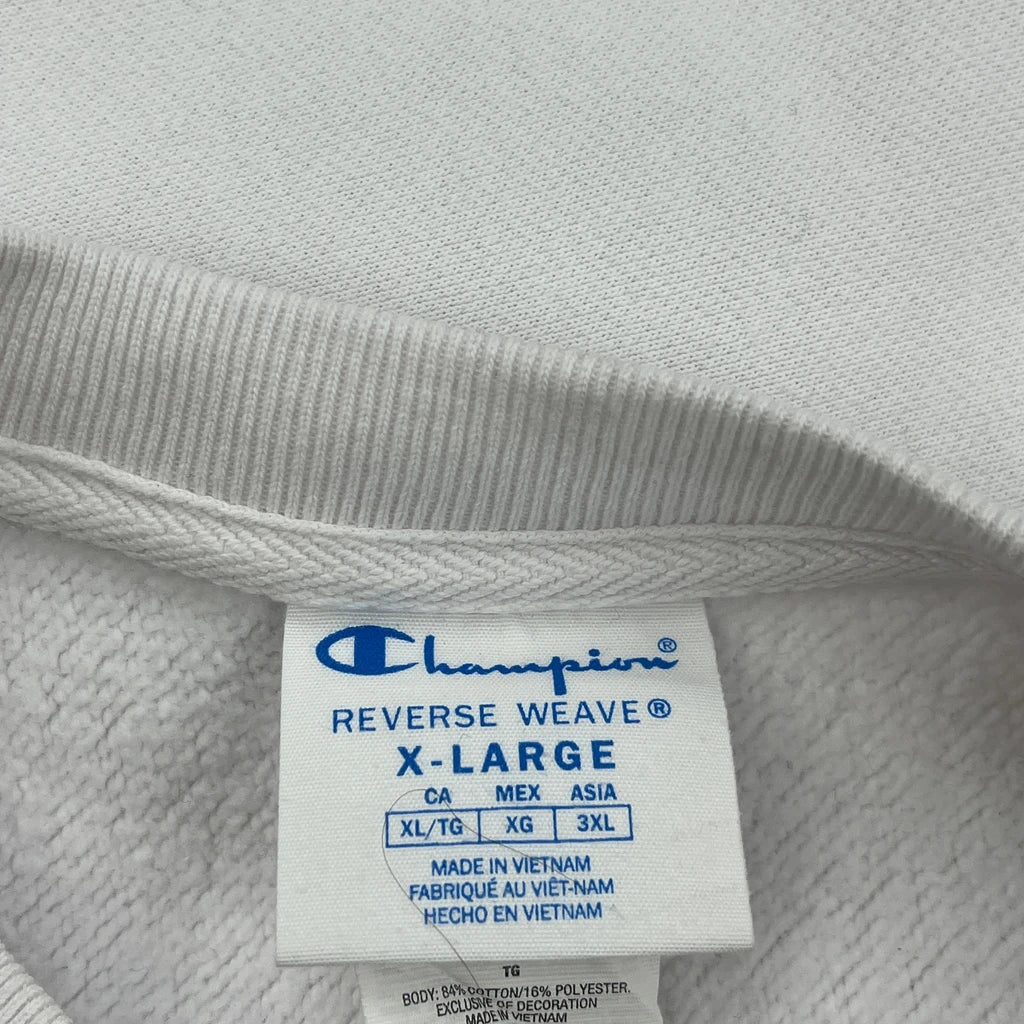 Champion®
REVERSE WEAVE®
X-LARGE
CA MEX ASIA
XL/TG XG 3XL
MADE IN VIETNAM
FABRIQUÉ AU VIÊT-NAM
HECHO EN VIETNAM
TG
BODY: 84% COTTON/16% POLYESTER.
EXCLUSIVE OF DECORATION
MADE IN VIETNAM